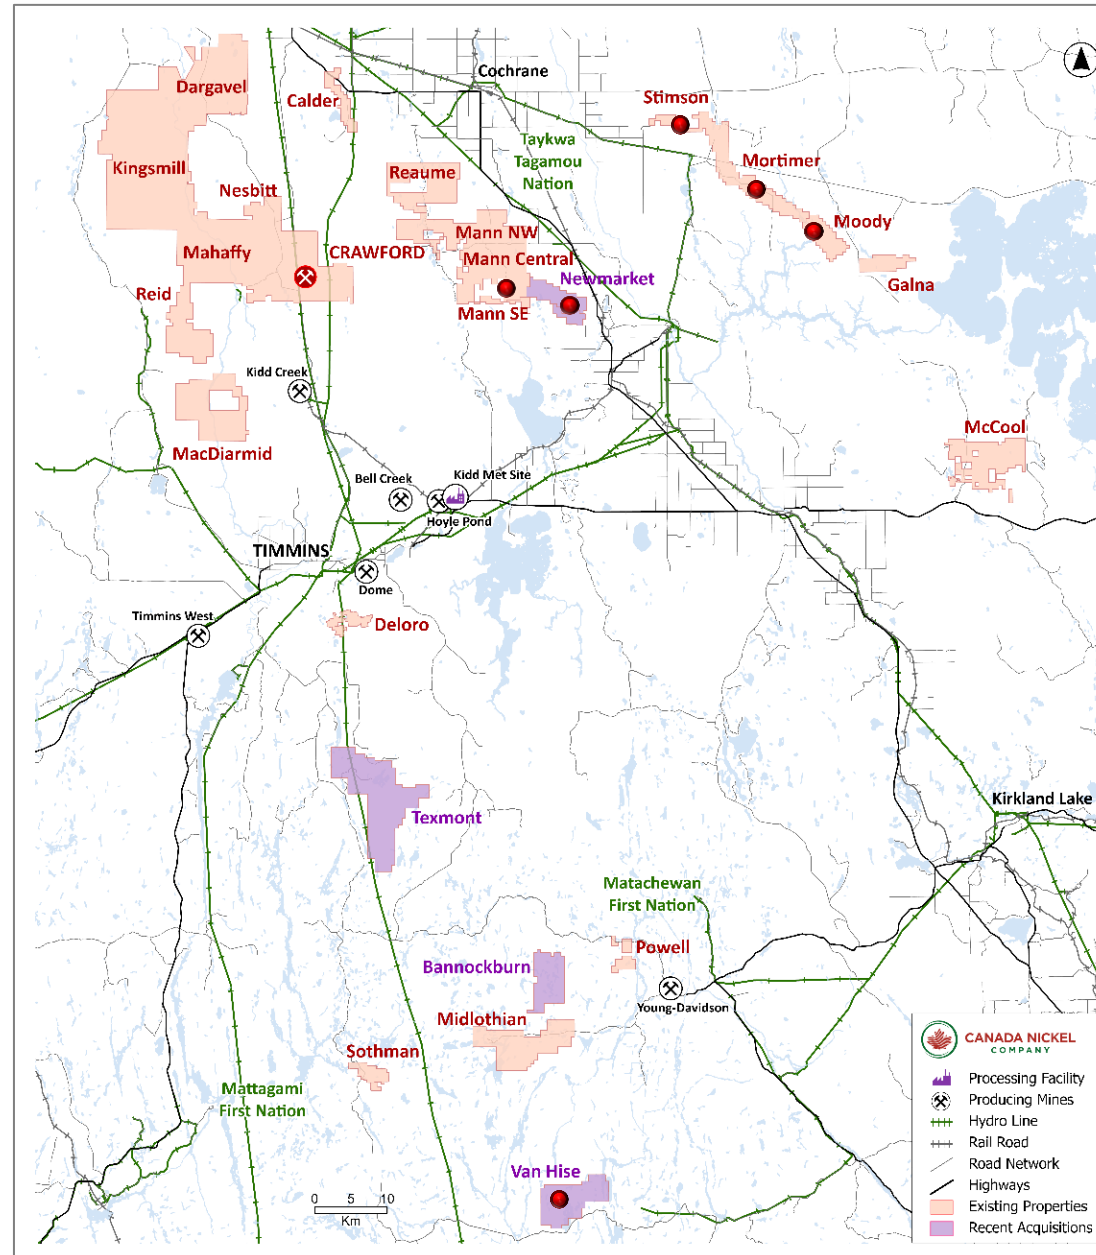 Cochrane
Dargavel
Calder
Stimson
Taykwa
Tagamou
Nation
Kingsmill
Nesbitt
Reaume
Mortimer
Moody
Mann NW
Mahaffy
CRAWFORD
Mann Central
Newmarket
Galna
Reid
Mann SE
Kidd Creek
McCool
MacDiarmid
Bell Creek
Kidd Met Site
Hoyle Pond
TIMMINS
Dome
Timmins West
Deloro
Texmont
Kirkland Lake
Matachewan
First Nation
Powell
Bannockburn
Young-Davidson
Midlothian
Sothman
Mattagami
First Nation
Van Hise
0 5 10
Km
CANADA NICKEL
COMPANY
Processing Facility
Producing Mines
Hydro Line
Rail Road
Road Network
Highways
Existing Properties
Recent Acquisitions